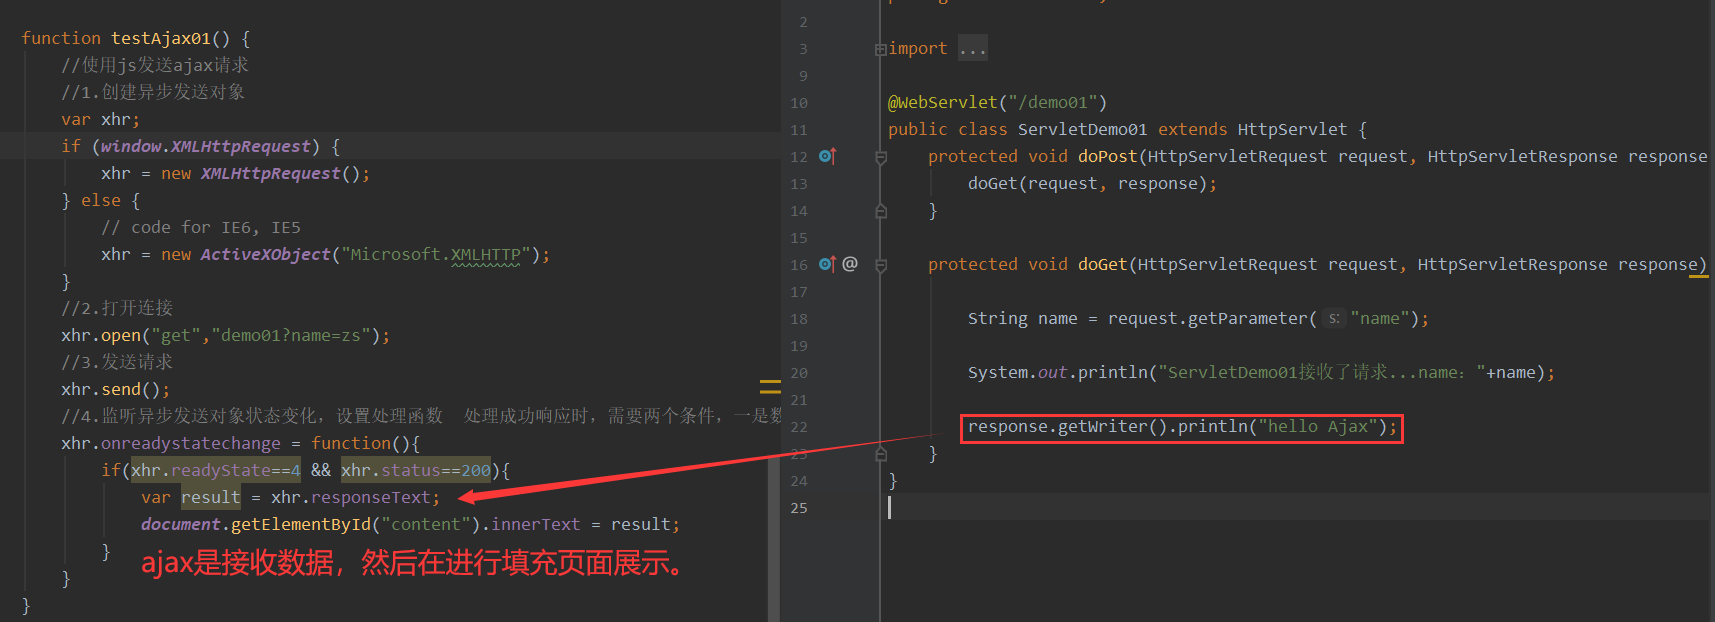 function testAjax01() {
//使用js发送ajax请求
//1.创建异步发送对象
var xhr;
if (window.XMLHttpRequest) {
xhr = new XMLHttpRequest();
} else {
// code for IE6, IE5
xhr = new ActiveXObject("Microsoft.XMLHTTP");
}
//2.打开连接
xhr.open("get","demo01?name=zs");
//3.发送请求
xhr.send();
//4.监听异步发送对象状态变化，设置处理函数  处理成功响应时，需要两个条件，一是数
xhr.onreadystatechange = function(){
if(xhr.readyState==4 && xhr.status==200){
var result = xhr.responseText;
document.getElementById("content").innerText = result;
}
ajax是接收数据，然后在进行填充页面展示。
}
}
2
3 import ...
9
10 @WebServlet("/demo01")
11 public class ServletDemo01 extends HttpServlet {
12 protected void doPost(HttpServletRequest request, HttpServletResponse response
13 doGet(request, response);
14 }
15
16 @ protected void doGet(HttpServletRequest request, HttpServletResponse response)
17
18 String name = request.getParameter( s: "name");
19
20 System.out.println("ServletDemo01接收了请求...name："+name);
21
22 response.getWriter().println("hello Ajax");
23 }
24 }
25